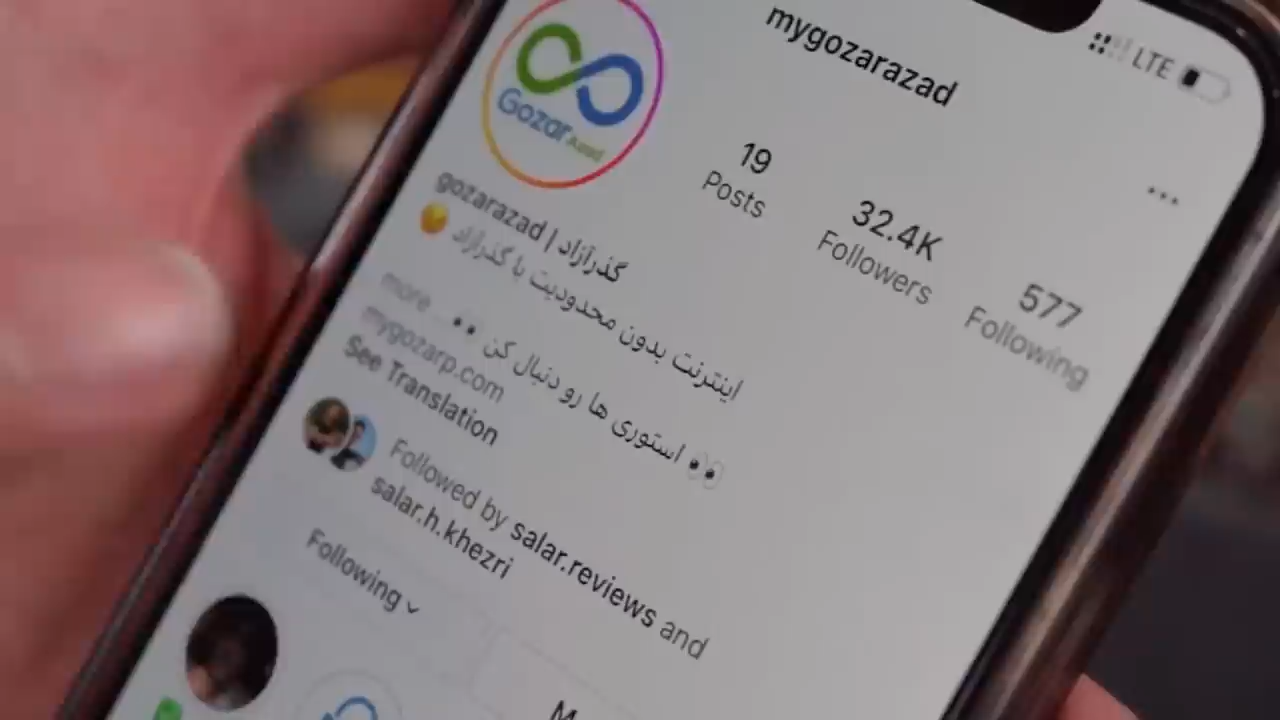 mygozarazad
LTE
Gozar Azad
19
Posts
32.4K
Followers
577
Following
gozarazad | گذرآزاد
اینترنت بدون محدودیت با گذرآزاد
👀 استوری ها رو دنبال کن 👀 ... more
mygozarp.com
See Translation
Followed by salar.reviews and
salar.h.khezri
Following